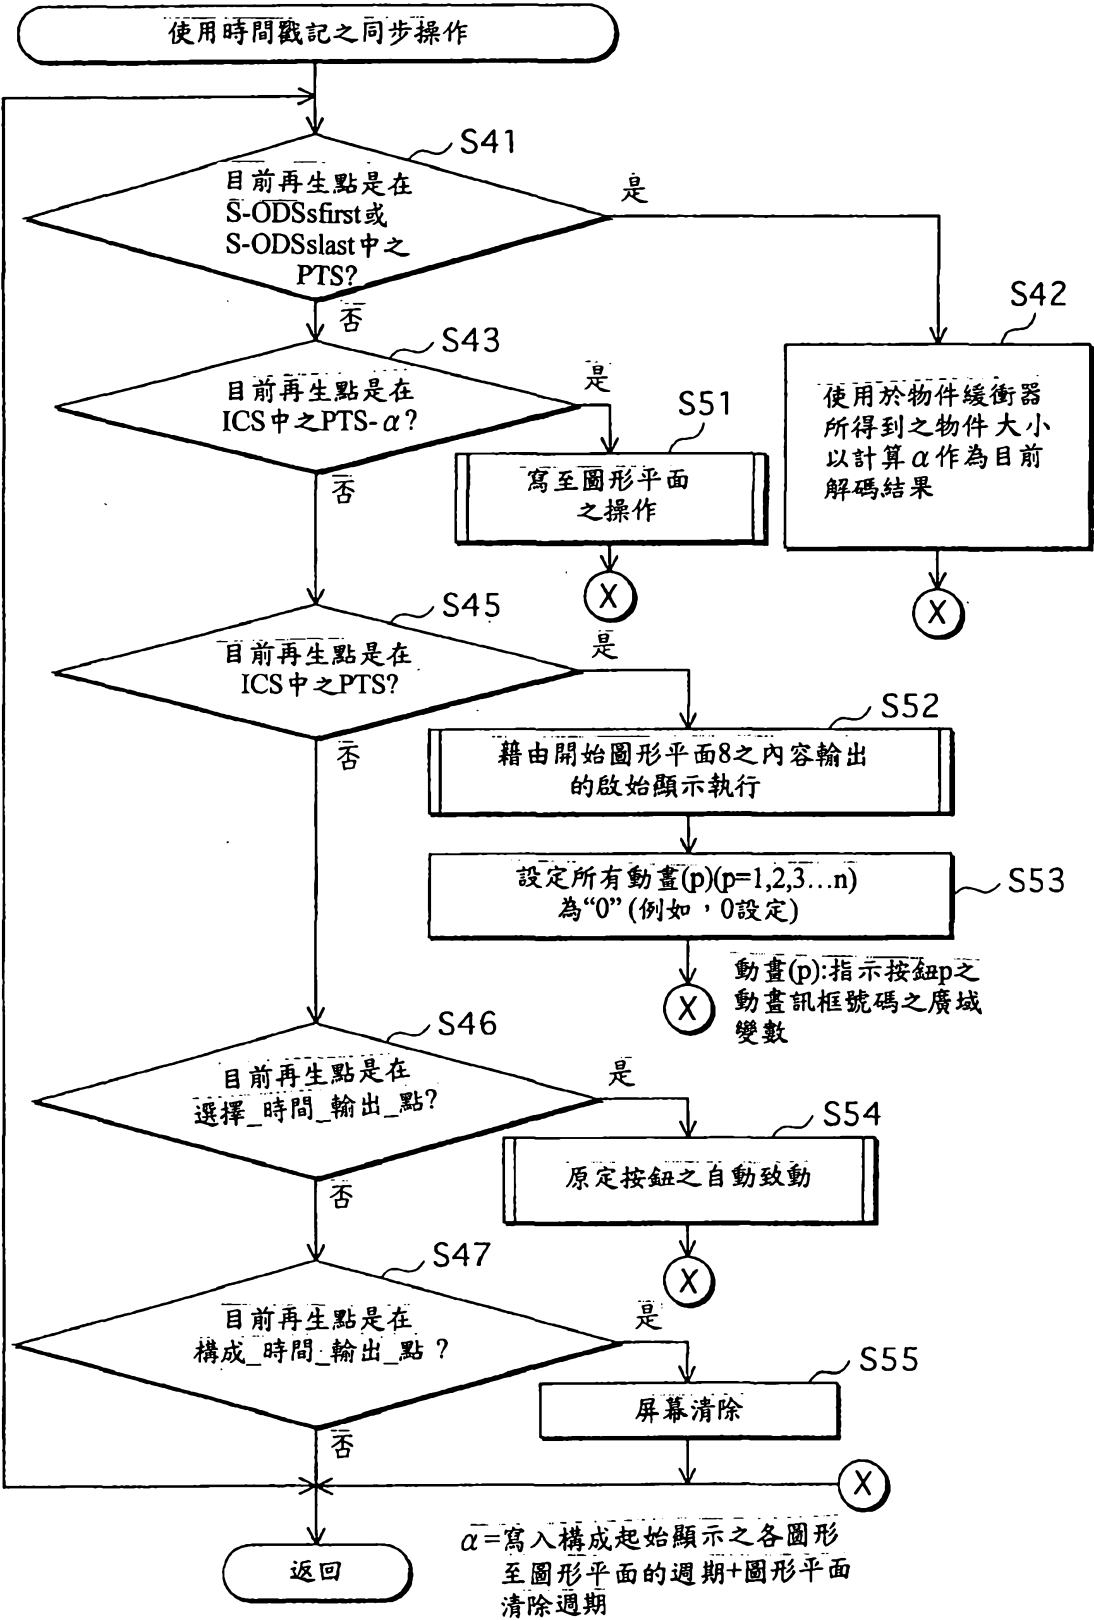 使用時間戳記之同步操作
S41
目前再生點是在
S-ODSsfirst或
S-ODSslast中之
PTS?
是
否
S42
使用於物件緩衝器
所得到之物件大小
以計算α作為目前
解碼結果
X
S43
目前再生點是在
ICS中之PTS-α?
是
否
S51
寫至圖形平面
之操作
X
S45
目前再生點是在
ICS中之PTS?
是
否
S52
藉由開始圖形平面8之內容輸出
的啟始顯示執行
S53
設定所有動畫(p)(p=1,2,3…n)
為“0” (例如,0設定)
X
動畫(p):指示按鈕p之
動畫訊框號碼之廣域
變數
S46
目前再生點是在
選擇_時間_輸出_點?
是
否
S54
原定按鈕之自動致動
X
S47
目前再生點是在
構成_時間_輸出_點?
是
否
S55
屏幕清除
X
返回
α=寫入構成起始顯示之各圖形
至圖形平面的週期+圖形平面
清除週期